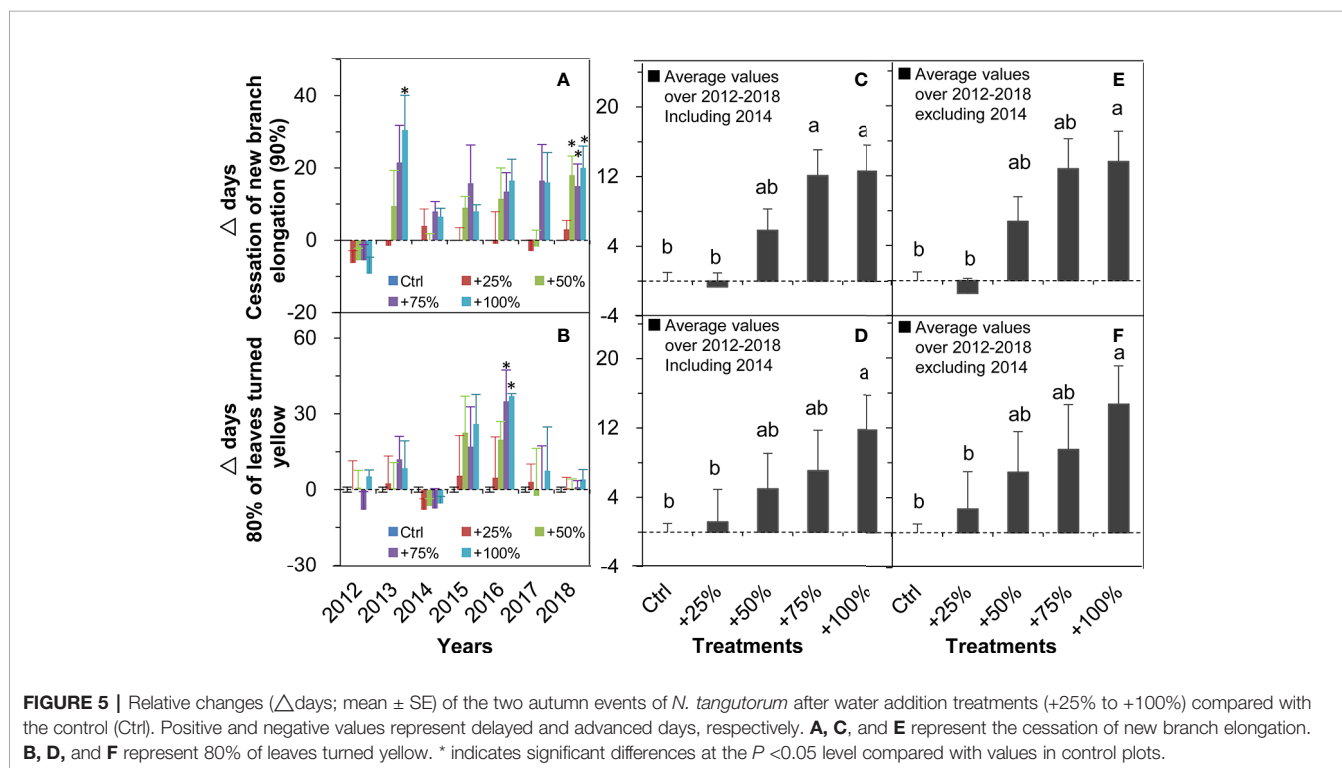 △ days
Cessation of new branch
elongation (90%)
40
20
0
-20
A
*
* * *
Ctrl +25% +50%
+75% +100%
△ days
80% of leaves turned
yellow
60
30
0
-30
B
*
*
Ctrl +25% +50%
+75% +100%
2012 2013 2014 2015 2016 2017 2018
Years
20
12
4
-4
Average values
over 2012-2018
Including 2014
C
b b ab a a
Average values
over 2012-2018
excluding 2014
E
b b ab ab a
20
12
4
-4
Average values
over 2012-2018
Including 2014
D
b b ab ab a
Average values
over 2012-2018
excluding 2014
F
b b ab ab a
Ctrl +25% +50% +75% +100%
Treatments
Ctrl +25% +50% +75% +100%
Treatments
FIGURE 5 | Relative changes (△days; mean ± SE) of the two autumn events of N. tangutorum after water addition treatments (+25% to +100%) compared with
the control (Ctrl). Positive and negative values represent delayed and advanced days, respectively. A, C, and E represent the cessation of new branch elongation.
B, D, and F represent 80% of leaves turned yellow. * indicates significant differences at the P <0.05 level compared with values in control plots.